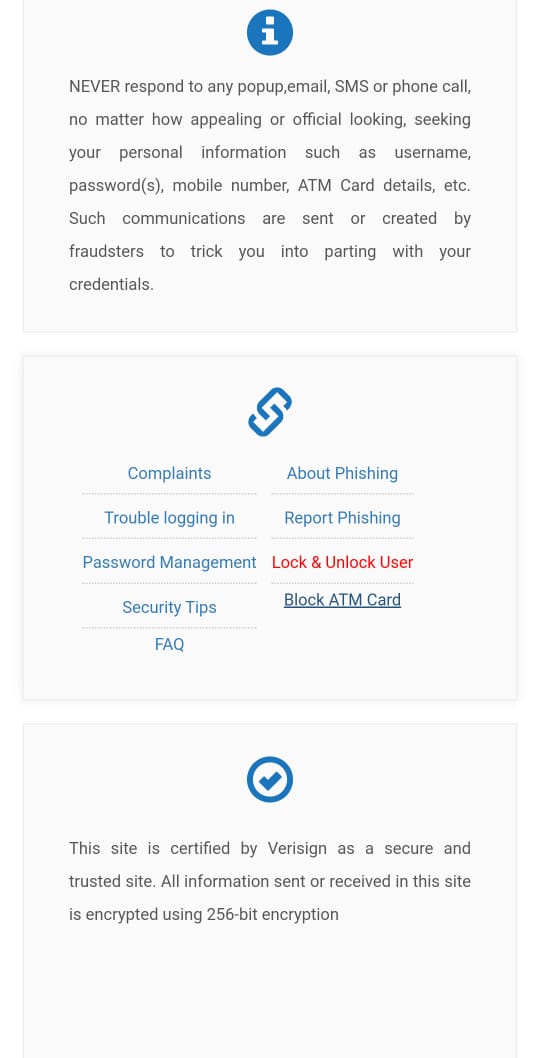 NEVER respond to any popup,email, SMS or phone call,
no matter how appealing or official looking, seeking
your personal information such as username,
password(s), mobile number, ATM Card details, etc.
Such communications are sent or created by
fraudsters to trick you into parting with your
credentials.
Complaints
Trouble logging in
Password Management
Security Tips
FAQ
About Phishing
Report Phishing
Lock & Unlock User
Block ATM Card
This site is certified by Verisign as a secure and
trusted site. All information sent or received in this site
is encrypted using 256-bit encryption